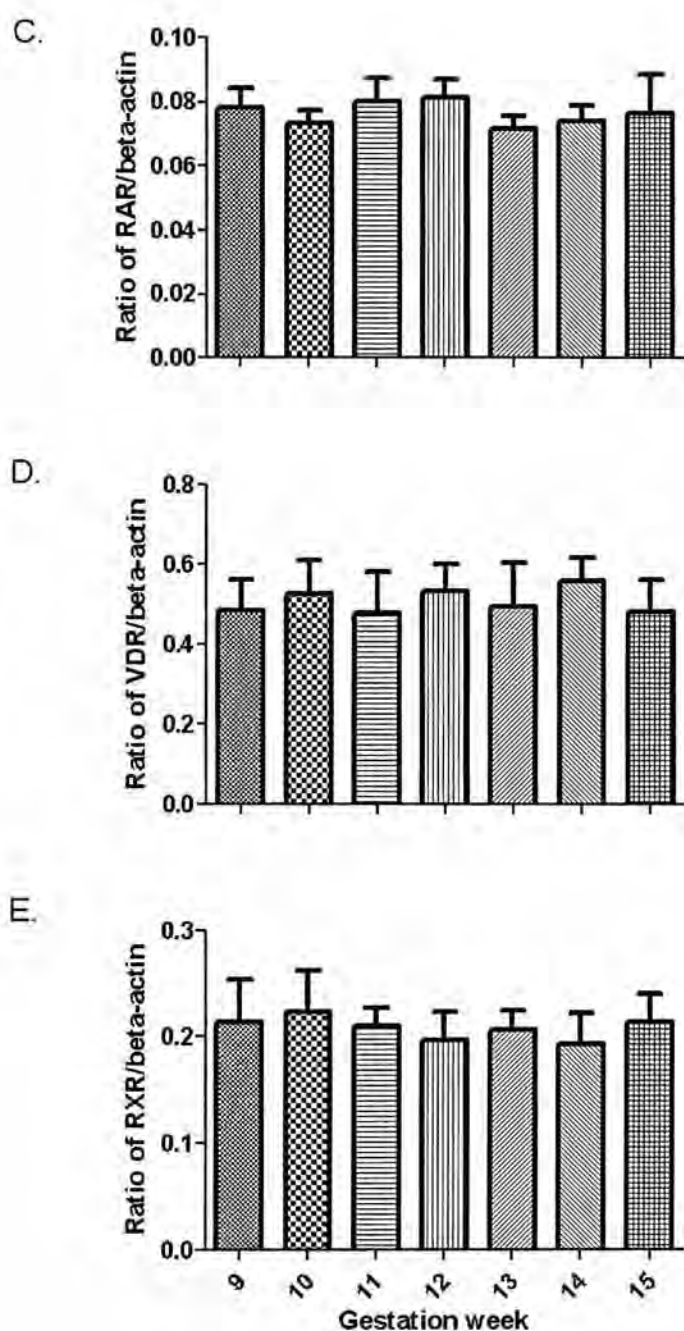 C.
Ratio of RAR/beta-actin
0.10
0.08
0.06
0.04
0.02
0.00
D.
Ratio of VDR/beta-actin
0.8
0.6
0.4
0.2
0.0
E.
Ratio of RXR/beta-actin
0.3
0.2
0.1
0.0
9 10 11 12 13 14 15
Gestation week